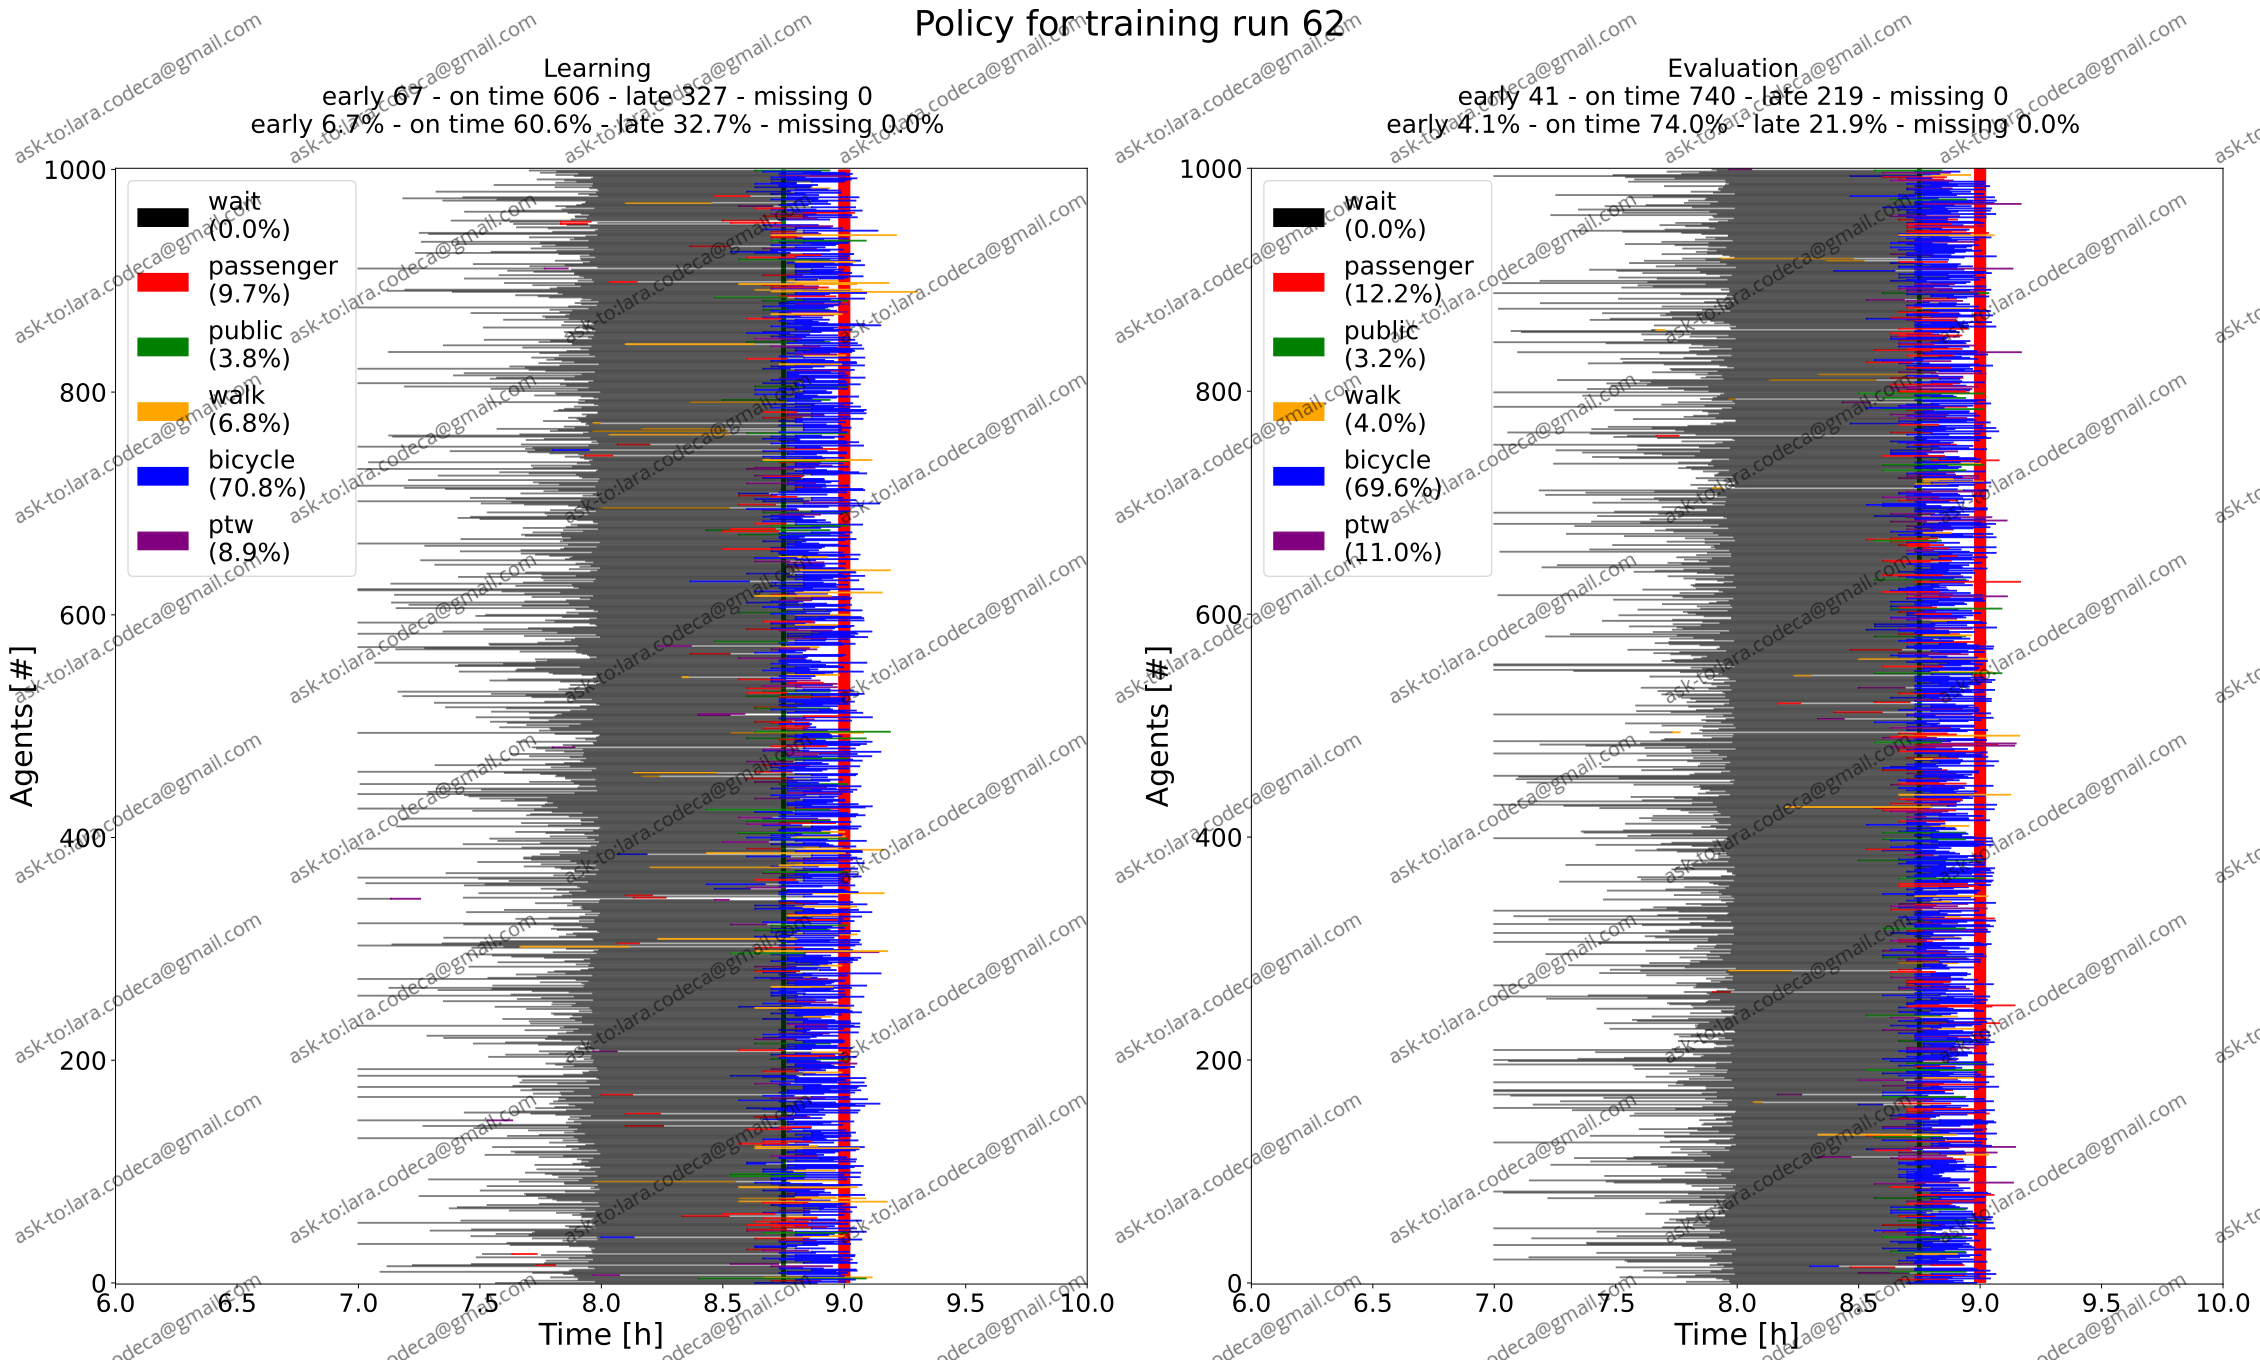 Policy for training run 62
Learning
early 67 - on time 606 - late 327 - missing 0
early 6.7% - on time 60.6% - late 32.7% - missing 0.0%
1000
800
600
400
200
0
Agents [#]
wait
(0.0%)
passenger
(9.7%)
public
(3.8%)
walk
(6.8%)
bicycle
(70.8%)
ptw
(8.9%)
6.0 6.5 7.0 7.5 8.0 8.5 9.0 9.5 10.0
Time [h]
Evaluation
early 41 - on time 740 - late 219 - missing 0
early 4.1% - on time 74.0% - late 21.9% - missing 0.0%
1000
800
600
400
200
0
Agents [#]
wait
(0.0%)
passenger
(12.2%)
public
(3.2%)
walk
(4.0%)
bicycle
(69.6%)
ptw
(11.0%)
6.0 6.5 7.0 7.5 8.0 8.5 9.0 9.5 10.0
Time [h]
ask-to:lara.codeca@gmail.com